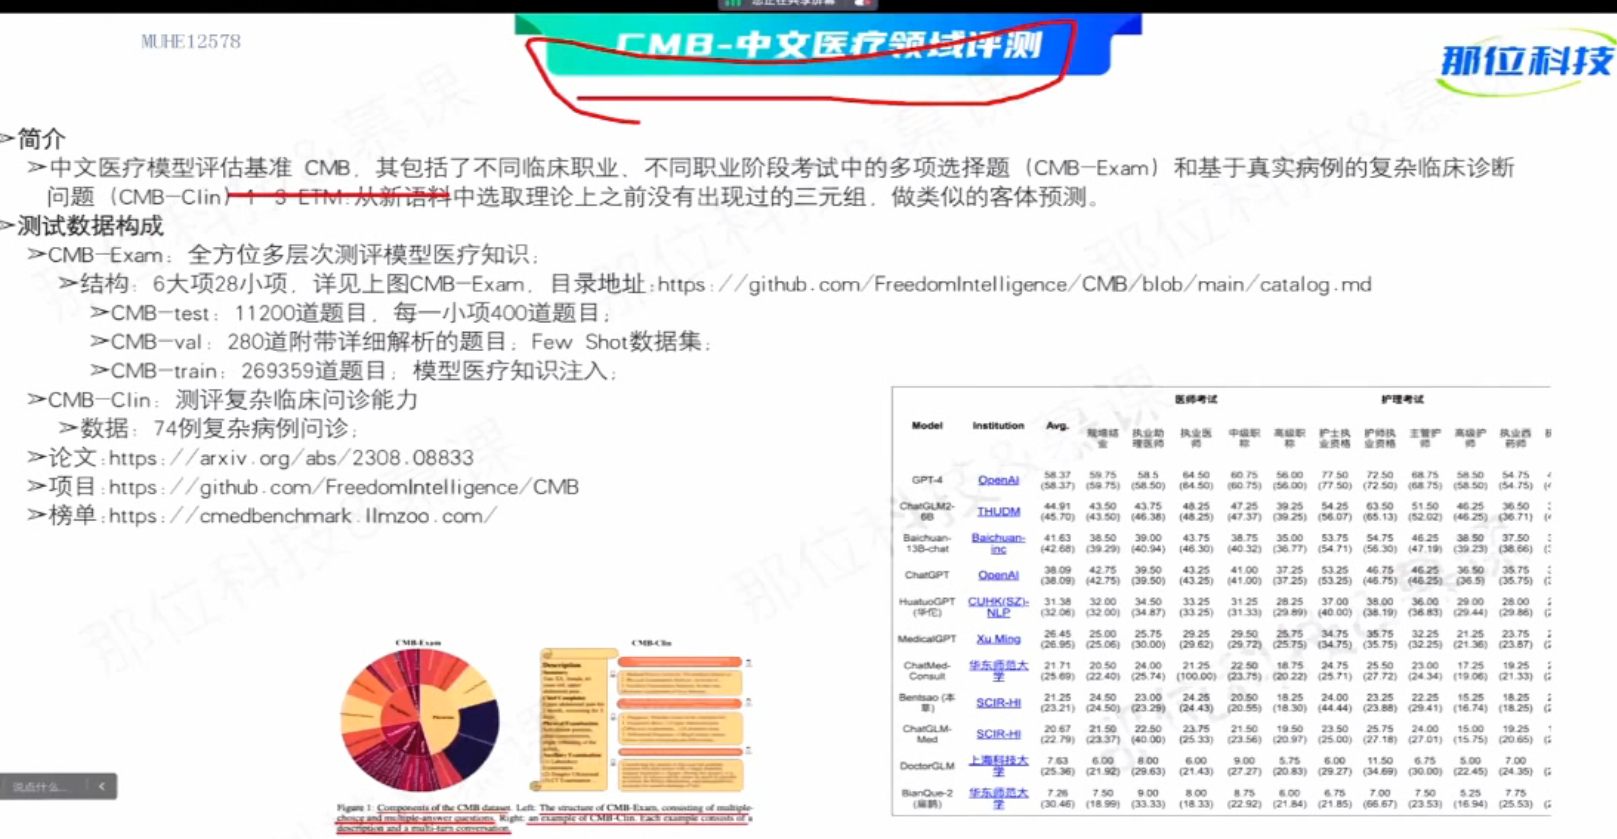 您正在共享屏幕
MUHE12578
CMB-中文医疗领域评测
那位科技
➢简介
➢中文医疗模型评估基准 CMB，其包括了不同临床职业、不同职业阶段考试中的多项选择题（CMB-Exam）和基于真实病例的复杂临床诊断
问题（CMB-Clin）1-3 ETM:从新语料中选取理论上之前没有出现过的三元组，做类似的客体预测。
➢测试数据构成
➢CMB-Exam：全方位多层次测评模型医疗知识；
➢结构：6大项28小项，详见上图CMB-Exam，目录地址:https://github.com/FreedomIntelligence/CMB/blob/main/catalog.md
➢CMB-test：11200道题目，每一小项400道题目；
➢CMB-val：280道附带详细解析的题目；Few Shot数据集；
➢CMB-train：269359道题目；模型医疗知识注入；
➢CMB-Clin：测评复杂临床问诊能力
➢数据：74例复杂病例问诊；
➢论文:https://arxiv.org/abs/2308.08833
➢项目:https://github.com/FreedomIntelligence/CMB
➢榜单:https://cmedbenchmark.llmzoo.com/
医师考试 护理考试
Model Institution Avg. 规培结业 执业助理医师 执业医师 中级职称 高级职称 护士执业资格 护师执业资格 主管护师 高级护师 执业西药师
GPT-4 OpenAI 58.37 59.75 58.5 64.50 60.75 56.00 77.50 72.50 68.75 58.50 54.75
(58.37) (59.75) (58.50) (64.50) (60.75) (56.00) (77.50) (72.50) (68.75) (58.50) (54.75)
ChatGLM2-6B THUDM 44.91 43.50 43.75 48.25 47.25 39.25 54.25 63.50 51.50 46.25 36.50
(45.70) (43.50) (46.38) (48.25) (47.37) (39.25) (56.07) (65.13) (52.02) (46.25) (36.71)
Baichuan-13B-chat Baichuan-inc 41.63 38.50 39.00 43.75 38.75 35.00 53.75 54.75 46.25 38.50 37.50
(42.68) (39.29) (40.94) (46.30) (40.32) (36.77) (54.71) (56.30) (47.19) (39.23) (38.66)
ChatGPT OpenAI 38.09 42.75 39.50 43.25 41.00 37.25 53.25 46.75 46.25 36.50 35.75
(38.09) (42.75) (39.50) (43.25) (41.00) (37.25) (53.25) (46.75) (46.25) (36.5) (35.75)
HuatuoGPT (华佗) CUHK(SZ)-NLP 31.38 32.00 34.50 33.25 31.25 28.25 37.00 38.00 36.00 29.00 28.00
(32.06) (32.00) (34.87) (33.25) (31.33) (29.89) (40.00) (38.19) (36.83) (29.44) (29.86)
MedicalGPT Xu Ming 26.45 25.00 25.75 29.25 29.50 25.75 34.75 35.75 32.25 21.25 23.75
(26.95) (25.06) (30.00) (29.62) (29.72) (25.75) (34.75) (35.75) (32.25) (21.36) (23.87)
ChatMed-Consult 华东师范大学 21.71 20.50 24.00 21.25 22.50 18.75 24.75 25.50 23.00 17.25 19.25
(25.69) (22.40) (25.74) (100.00) (23.75) (20.22) (25.71) (27.72) (24.34) (19.06) (21.33)
Bentsao (本草) SCIR-HI 21.25 24.50 23.00 24.25 20.50 18.25 24.00 23.25 22.25 15.25 18.25
(23.21) (24.50) (23.29) (24.43) (20.55) (18.30) (44.44) (23.88) (29.41) (16.74) (18.25)
ChatGLM-Med SCIR-HI 20.67 21.50 22.50 23.75 21.50 19.50 23.50 25.75 24.00 15.00 19.25
(22.79) (23.37) (40.00) (25.33) (23.56) (20.97) (25.00) (27.18) (27.01) (15.75) (20.65)
DoctorGLM 上海科技大学 7.63 6.00 8.00 6.00 9.00 5.75 6.00 11.50 6.75 5.00 7.00
(25.36) (21.92) (29.63) (21.43) (27.27) (20.83) (29.27) (34.69) (30.00) (22.45) (24.35)
BianQue-2 (扁鹊) 华东师范大学 7.26 7.50 9.00 8.00 8.75 6.00 6.75 7.00 7.50 5.25 7.75
(30.46) (18.99) (33.33) (18.33) (22.92) (21.84) (21.85) (66.67) (23.53) (16.94) (25.53)
CMB-Exam CMB-Clin
Description
Physical Examination
Auxiliary Examination
说点什么...
Figure 1: Components of the CMB dataset. Left: The structure of CMB-Exam, consisting of multiple-
choice and multiple-answer questions. Right: an example of CMB-Clin. Each example consists of a
description and a multi-turn conversation.